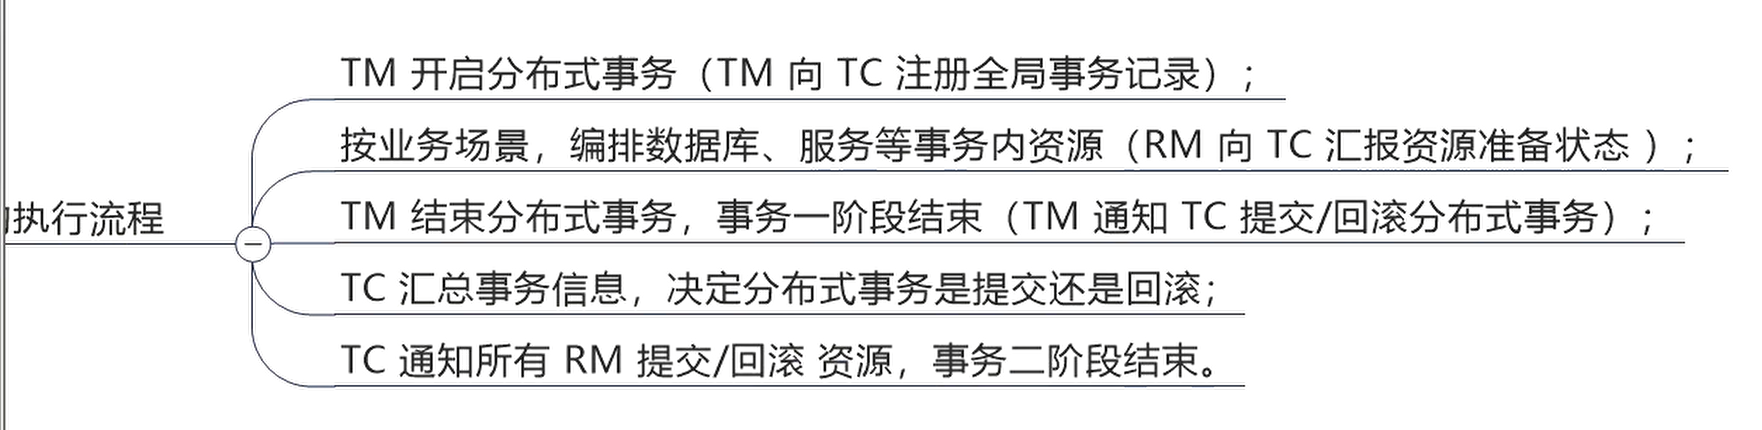 TM 开启分布式事务（TM 向 TC 注册全局事务记录）；
按业务场景，编排数据库、服务等事务内资源（RM 向 TC 汇报资源准备状态 ）；
执行流程
TM 结束分布式事务，事务一阶段结束（TM 通知 TC 提交/回滚分布式事务）；
TC 汇总事务信息，决定分布式事务是提交还是回滚；
TC 通知所有 RM 提交/回滚 资源，事务二阶段结束。